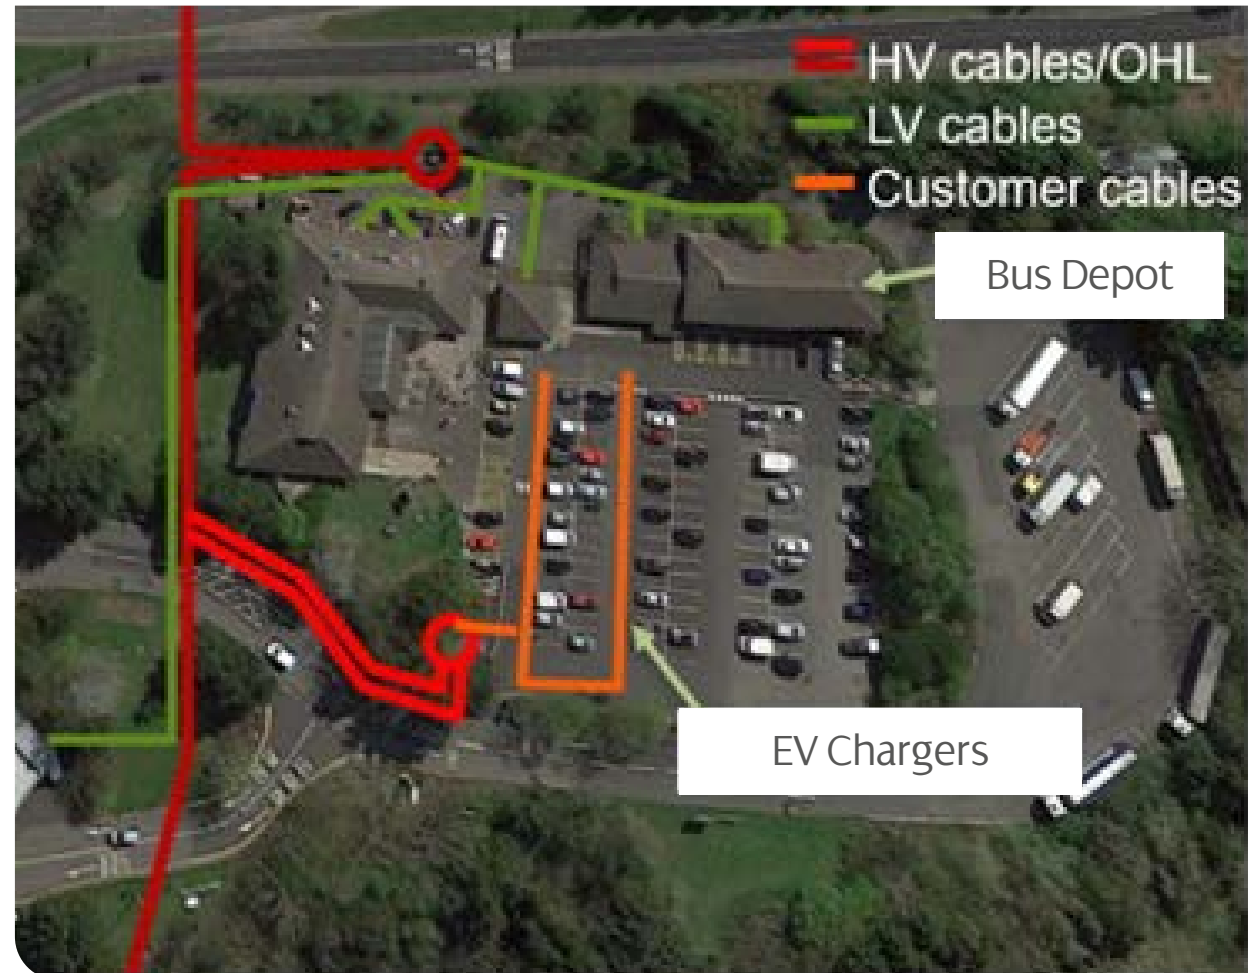 HV cables/OHL
LV cables
Customer cables
Bus Depot
EV Chargers